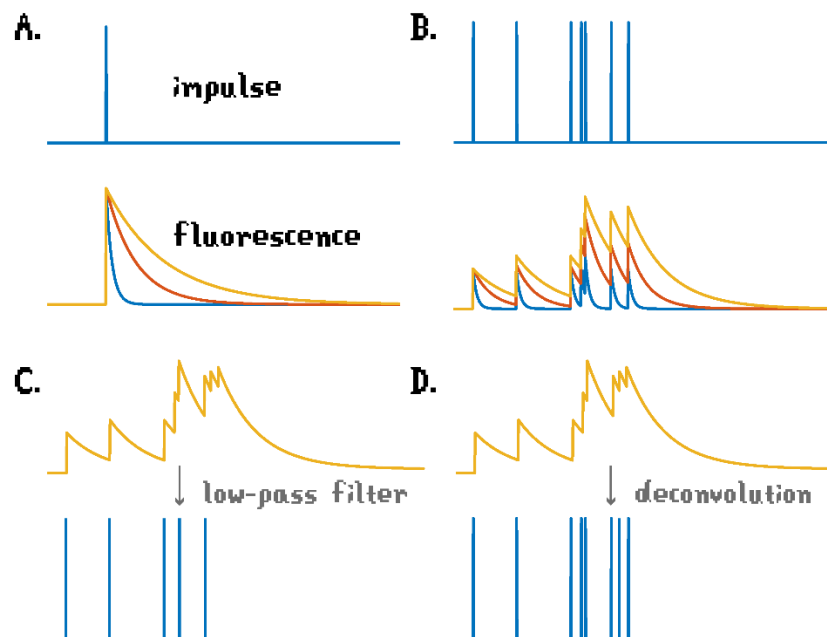 A.
B.
impulse
fluorescence
C.
D.
low-pass filter
deconvolution